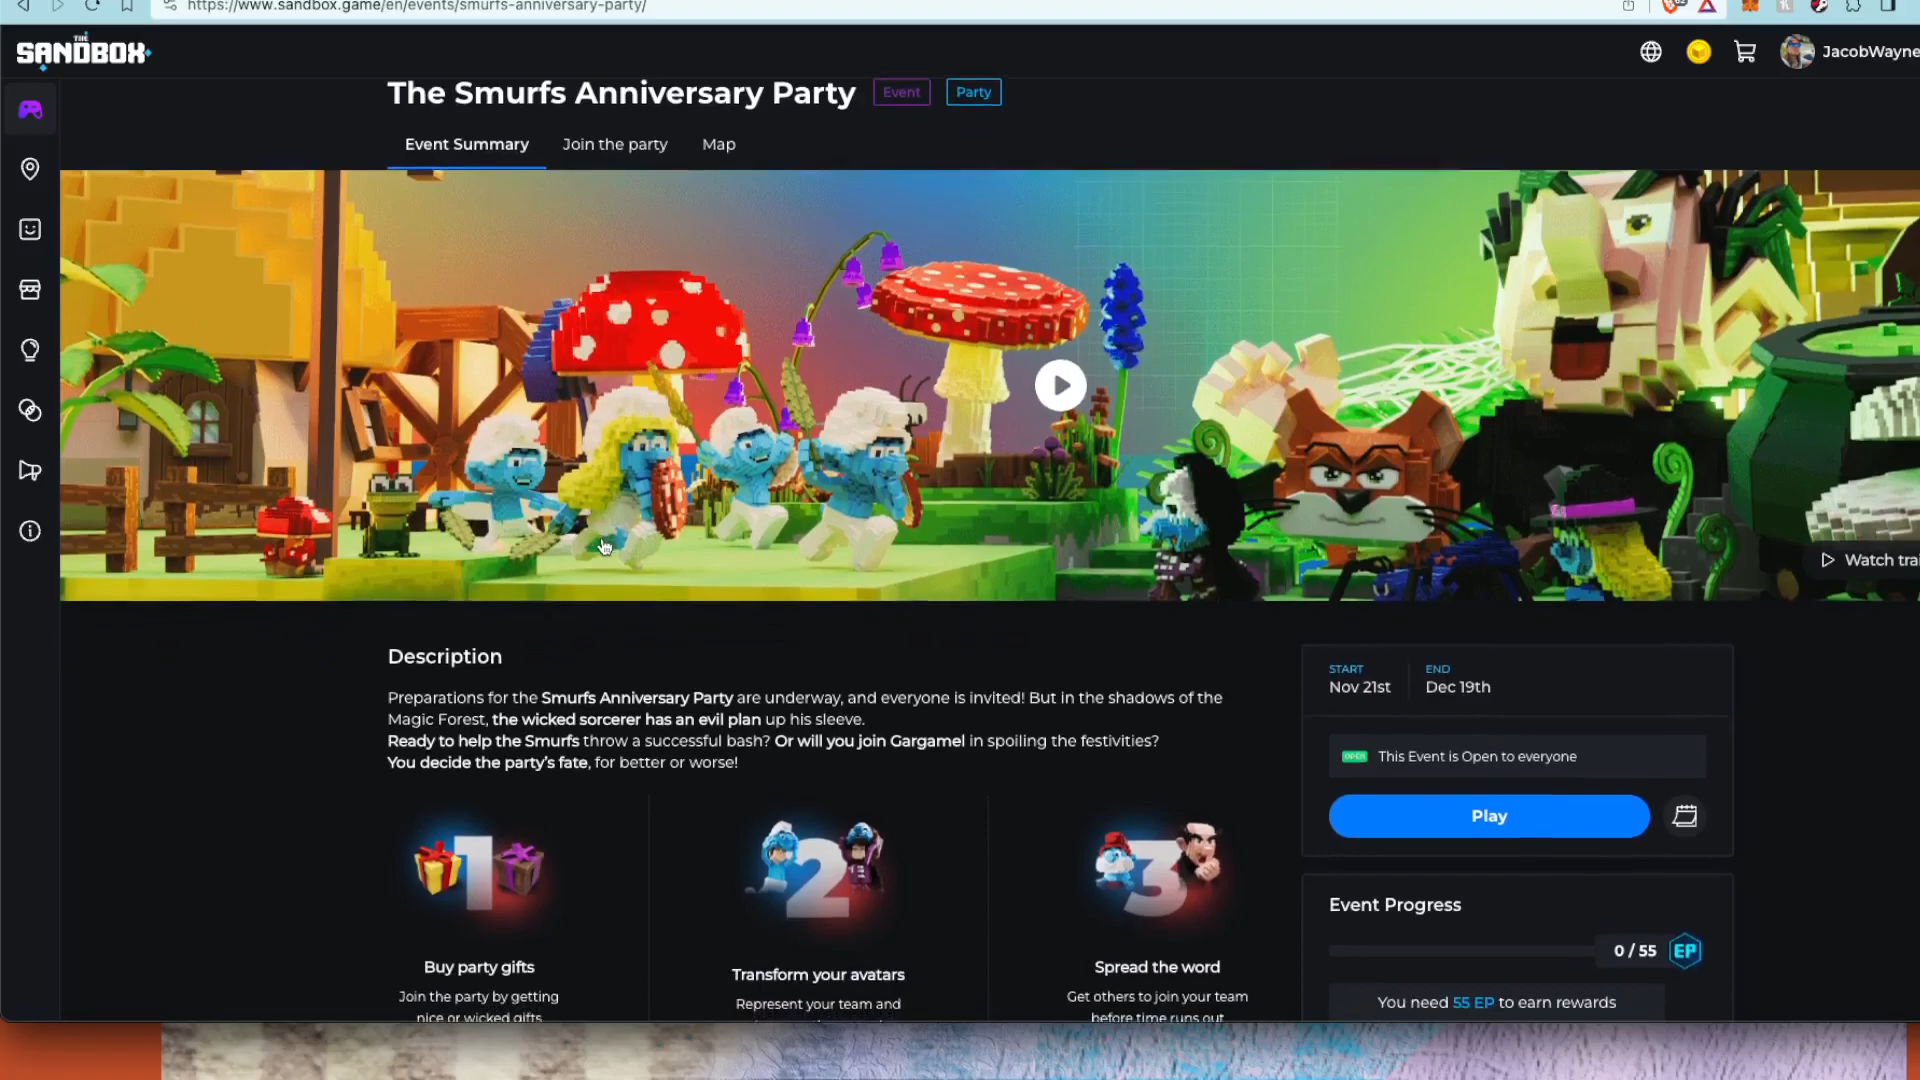 https://www.sandbox.game/en/events/smurfs-anniversary-party/
THE
SANDBOX
JacobWayne
The Smurfs Anniversary Party
Event
Party
Event Summary
Join the party
Map
Watch trai
Description
Preparations for the Smurfs Anniversary Party are underway, and everyone is invited! But in the shadows of the
Magic Forest, the wicked sorcerer has an evil plan up his sleeve.
Ready to help the Smurfs throw a successful bash? Or will you join Gargamel in spoiling the festivities?
You decide the party's fate, for better or worse!
START
Nov 21st
END
Dec 19th
OPEN
This Event is Open to everyone
Play
1
2
3
Buy party gifts
Join the party by getting
nice or wicked gifts
Transform your avatars
Represent your team and
Spread the word
Get others to join your team
before time runs out
Event Progress
0 / 55
EP
You need 55 EP to earn rewards